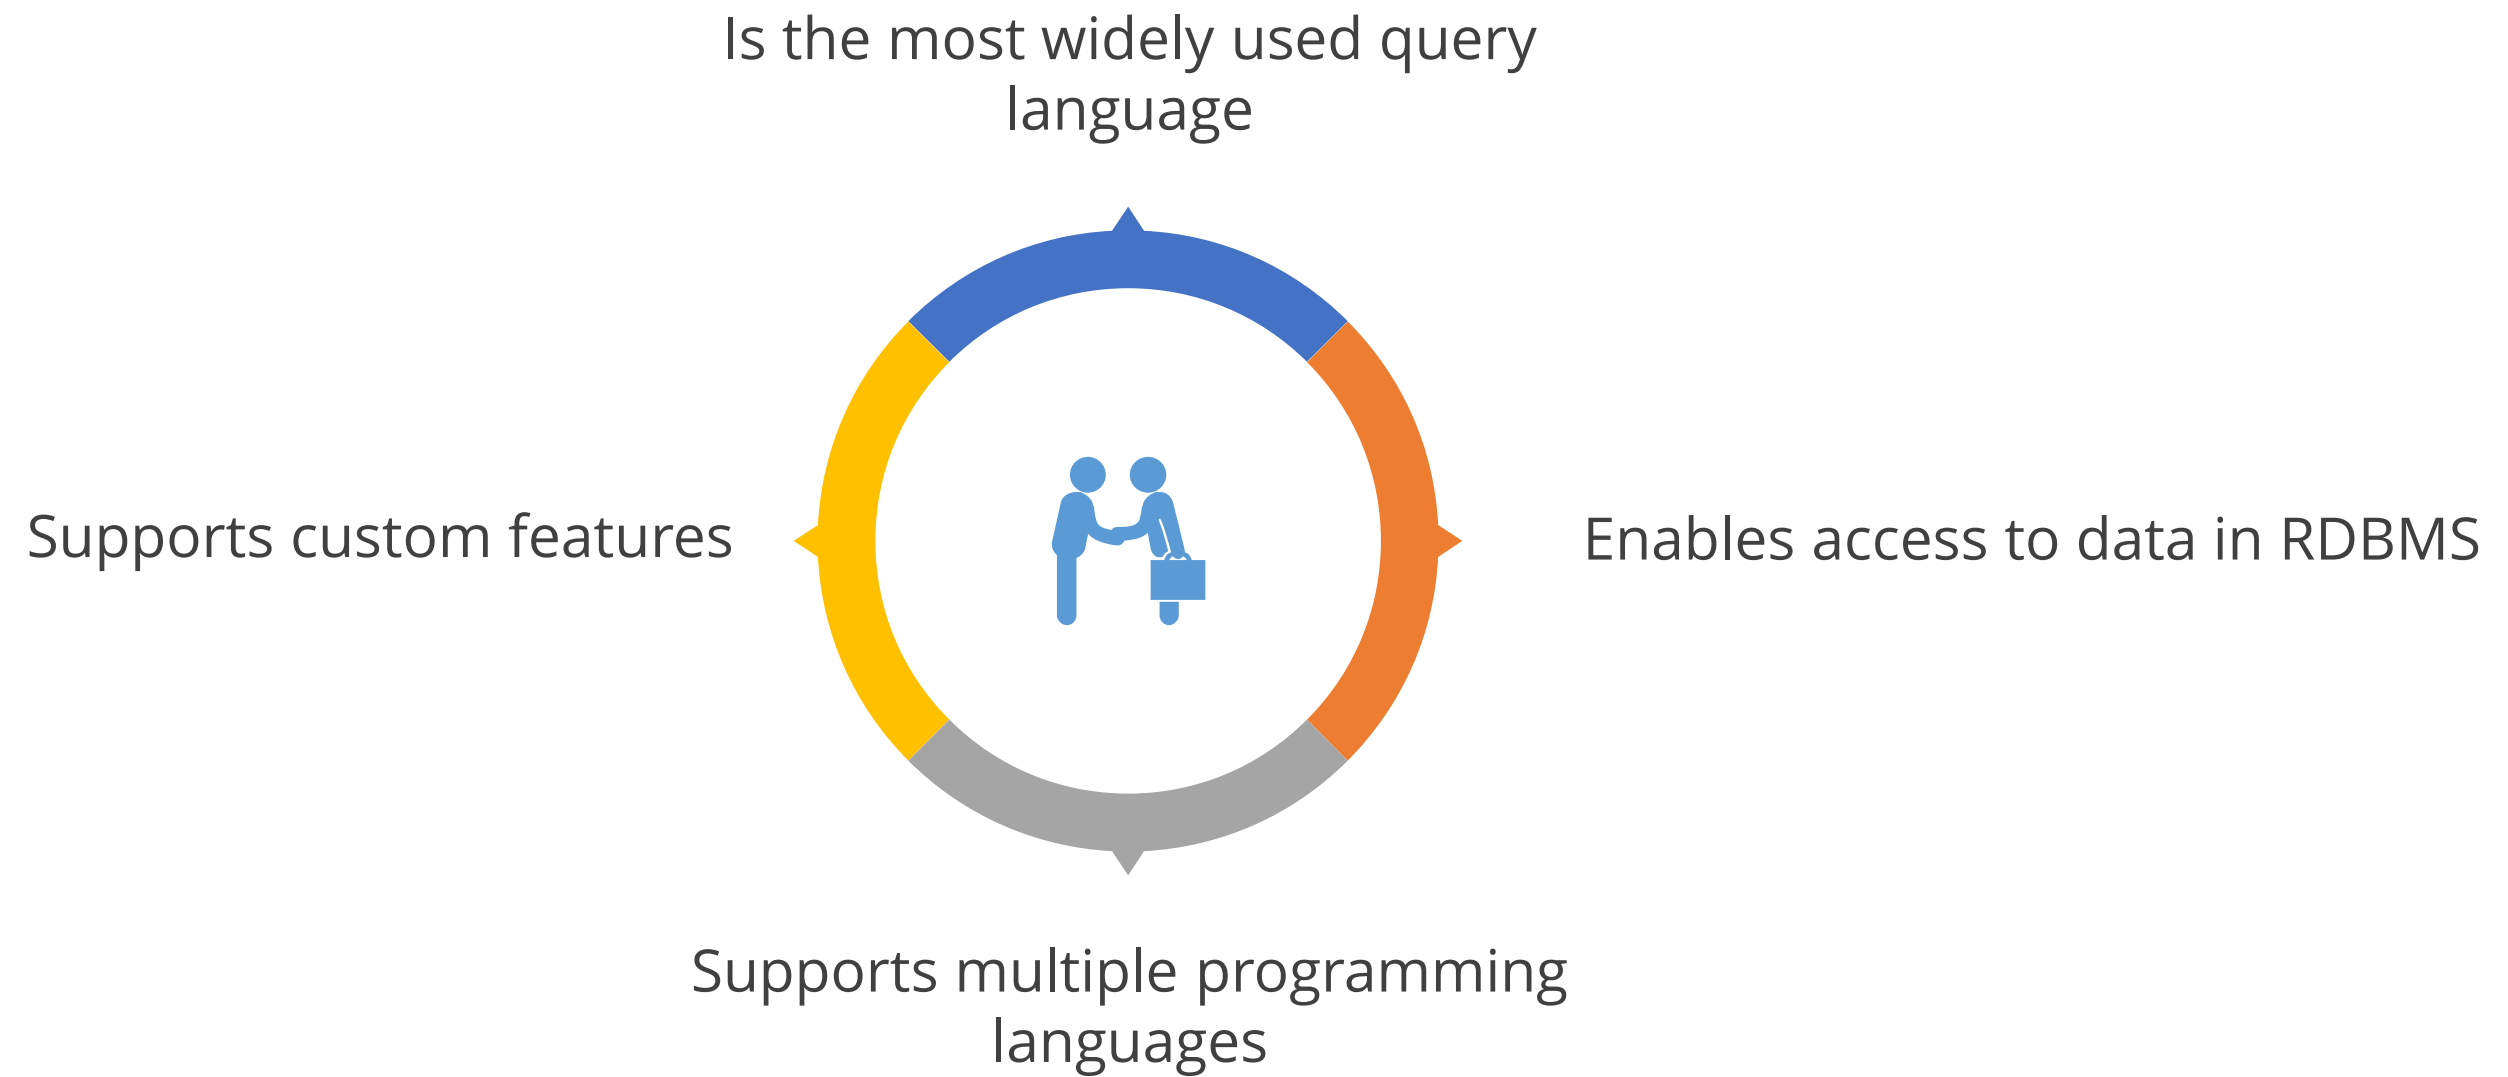 Is the most widely used query
language
Supports custom features
Enables access to data in RDBMS
Supports multiple programming
languages